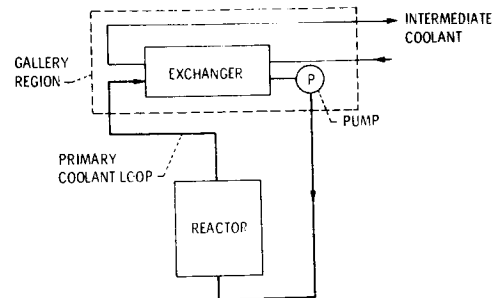 INTERMEDIATE
COOLANT
GALLERY
REGION
EXCHANGER
P
PUMP
PRIMARY
COOLANT LOOP
REACTOR